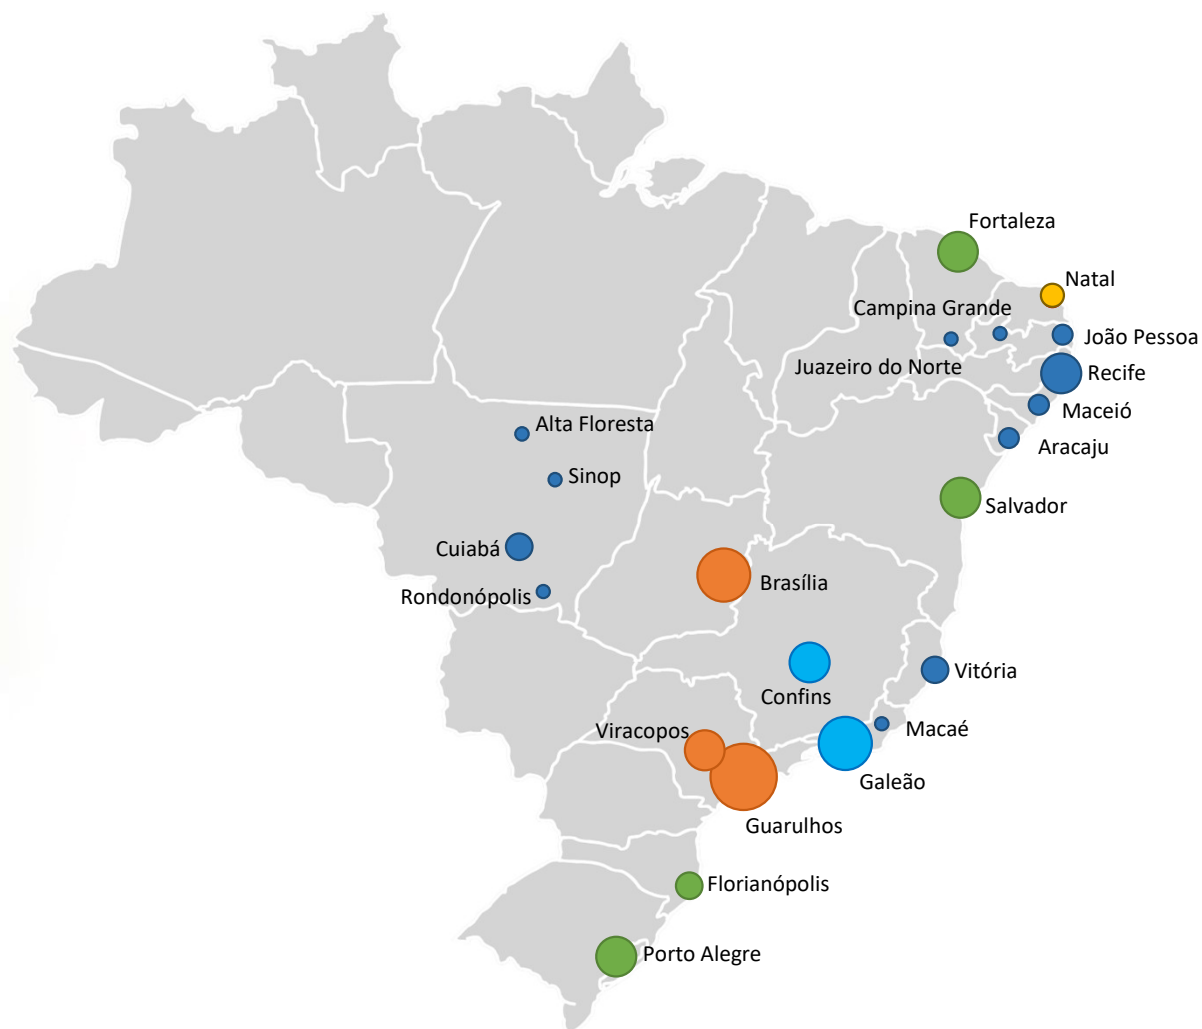 Fortaleza
Natal
Campina Grande
João Pessoa
Juazeiro do Norte
Recife
Maceió
Alta Floresta
Aracaju
Sinop
Salvador
Cuiabá
Brasília
Rondonópolis
Vitória
Confins
Viracopos
Macaé
Galeão
Guarulhos
Florianópolis
Porto Alegre